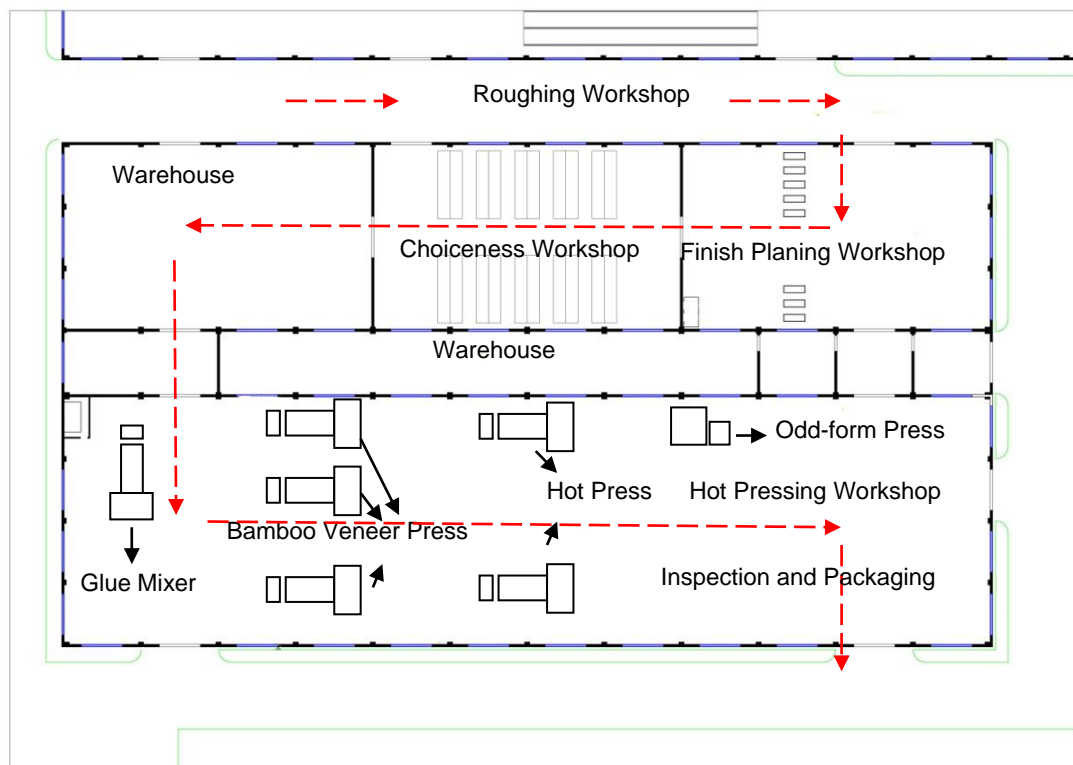 Roughing Workshop
Warehouse
Choiceness Workshop
Finish Planing Workshop
Warehouse
Odd-form Press
Hot Press
Hot Pressing Workshop
Bamboo Veneer Press
Glue Mixer
Inspection and Packaging